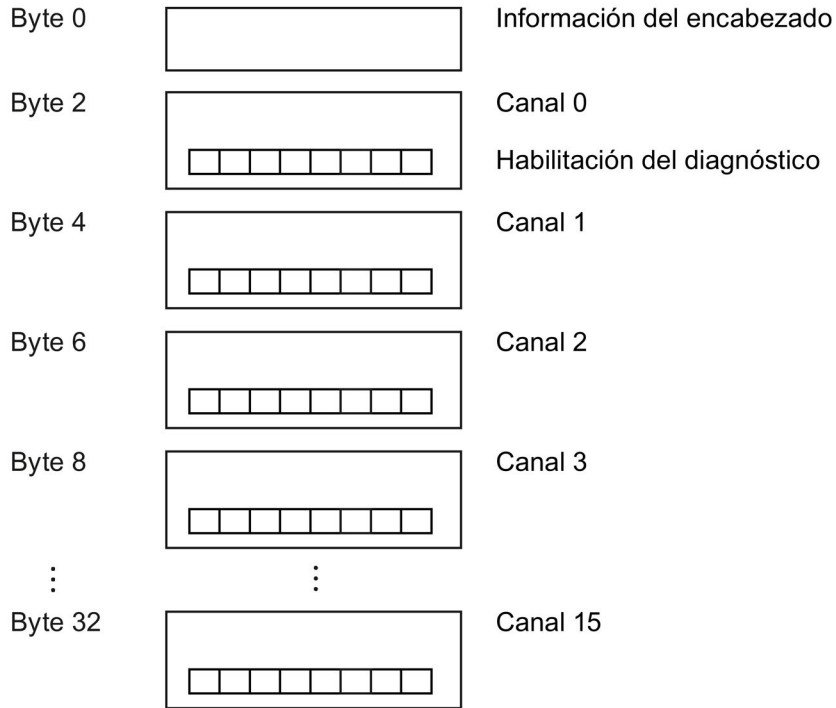 Byte 0 Información del encabezado
Byte 2 Canal 0
Habilitación del diagnóstico
Byte 4 Canal 1
Byte 6 Canal 2
Byte 8 Canal 3
Byte 32 Canal 15